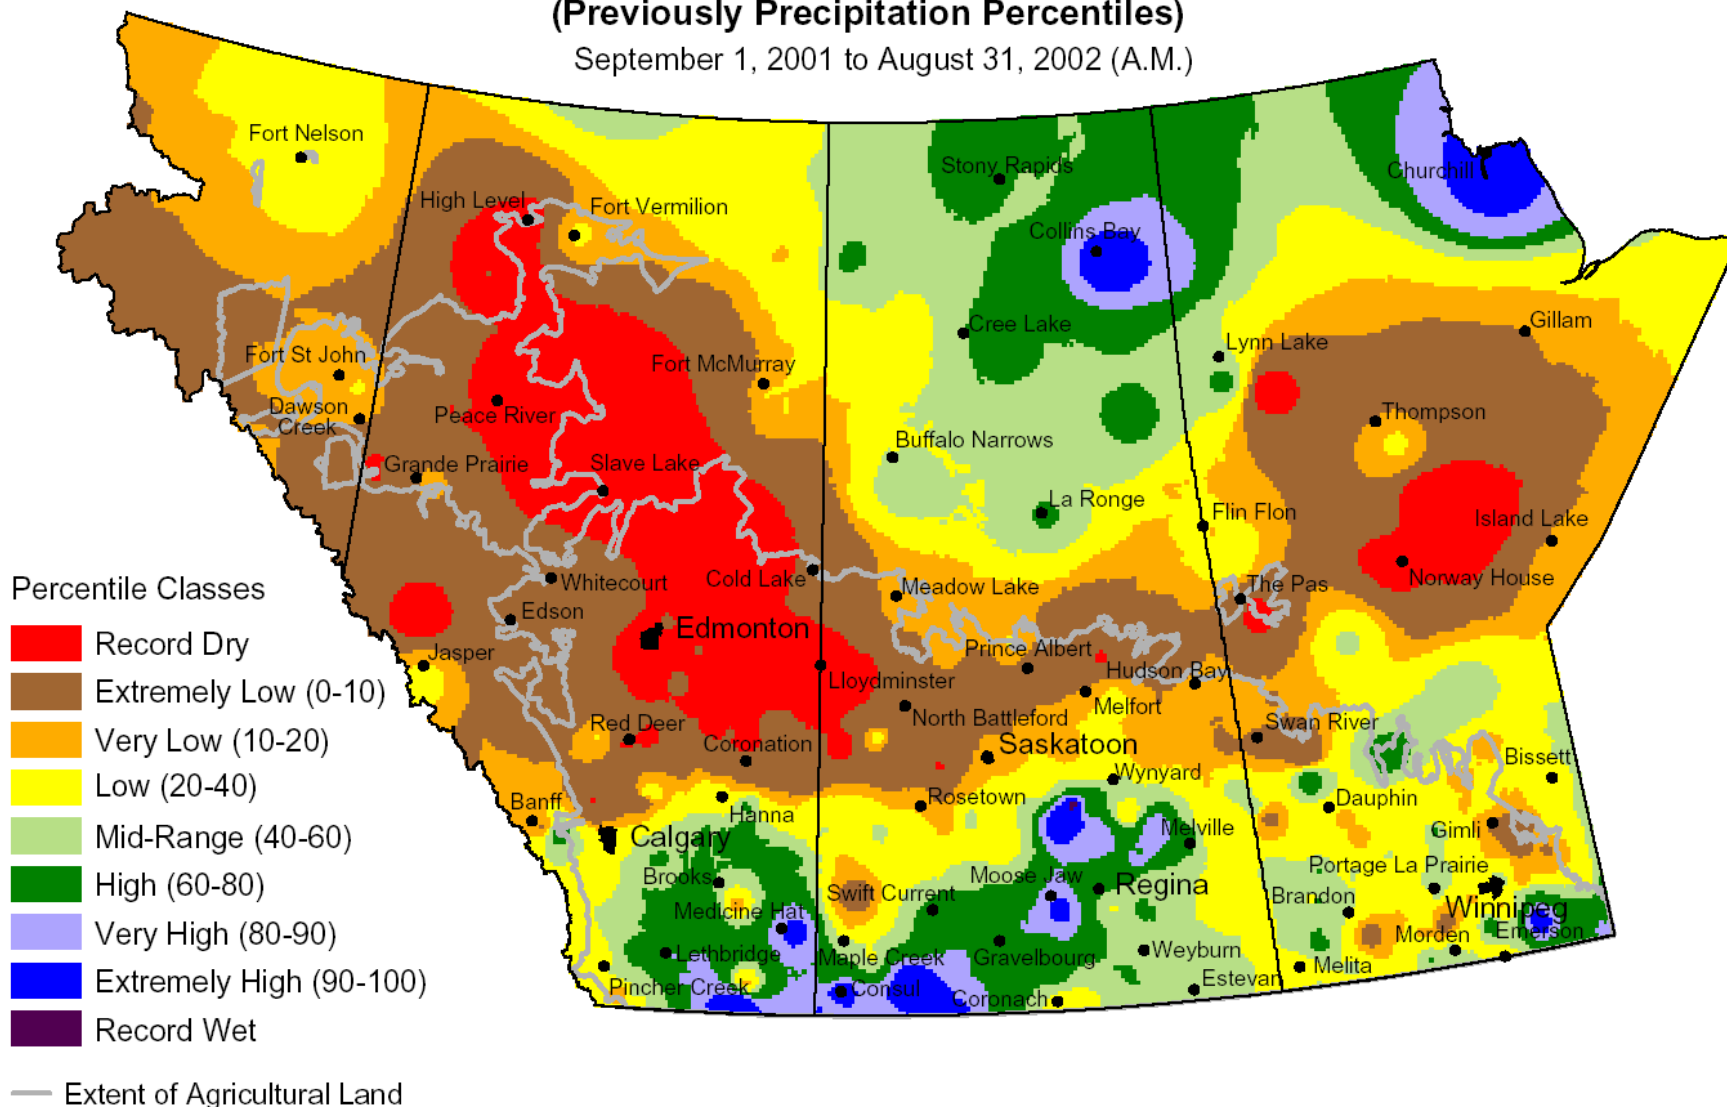 (Previously Precipitation Percentiles)
September 1, 2001 to August 31, 2002 (A.M.)
Fort Nelson
Stony Rapids
Churchill
High Level
Fort Vermilion
Collins Bay
Cree Lake
Gillam
Lynn Lake
Fort St John
Fort McMurray
Dawson
Creek
Peace River
Thompson
Buffalo Narrows
Grande Prairie
Slave Lake
La Ronge
Flin Flon
Island Lake
Whitecourt
Cold Lake
Meadow Lake
The Pas
Norway House
Edson
Edmonton
Jasper
Prince Albert
Hudson Bay
Lloydminster
Melfort
North Battleford
Red Deer
Swan River
Coronation
Saskatoon
Bissett
Wynyard
Banff
Hanna
Rosetown
Dauphin
Calgary
Melville
Gimli
Brooks
Moose Jaw
Regina
Portage La Prairie
Swift Current
Brandon
Medicine Hat
Winnipeg
Lethbridge
Maple Creek
Gravelbourg
Weyburn
Morden
Emerson
Pincher Creek
Consul
Coronach
Estevan
Melita
Percentile Classes
Record Dry
Extremely Low (0-10)
Very Low (10-20)
Low (20-40)
Mid-Range (40-60)
High (60-80)
Very High (80-90)
Extremely High (90-100)
Record Wet
Extent of Agricultural Land